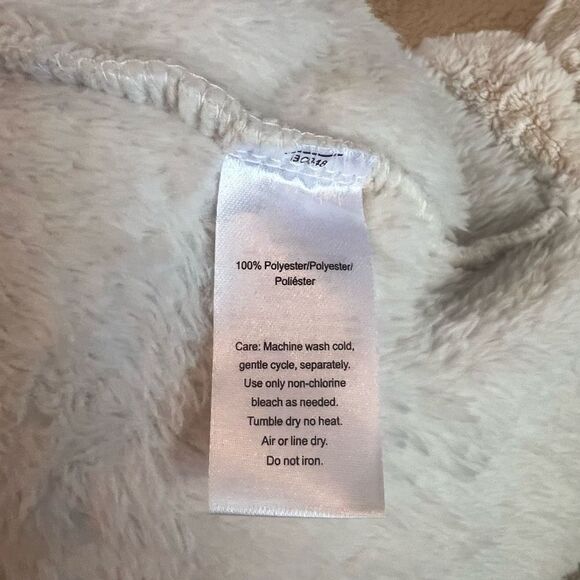 100% Polyester/Polyester/
Poliéster
Care: Machine wash cold,
gentle cycle, separately.
Use only non-chlorine
bleach as needed.
Tumble dry no heat.
Air or line dry.
Do not iron.